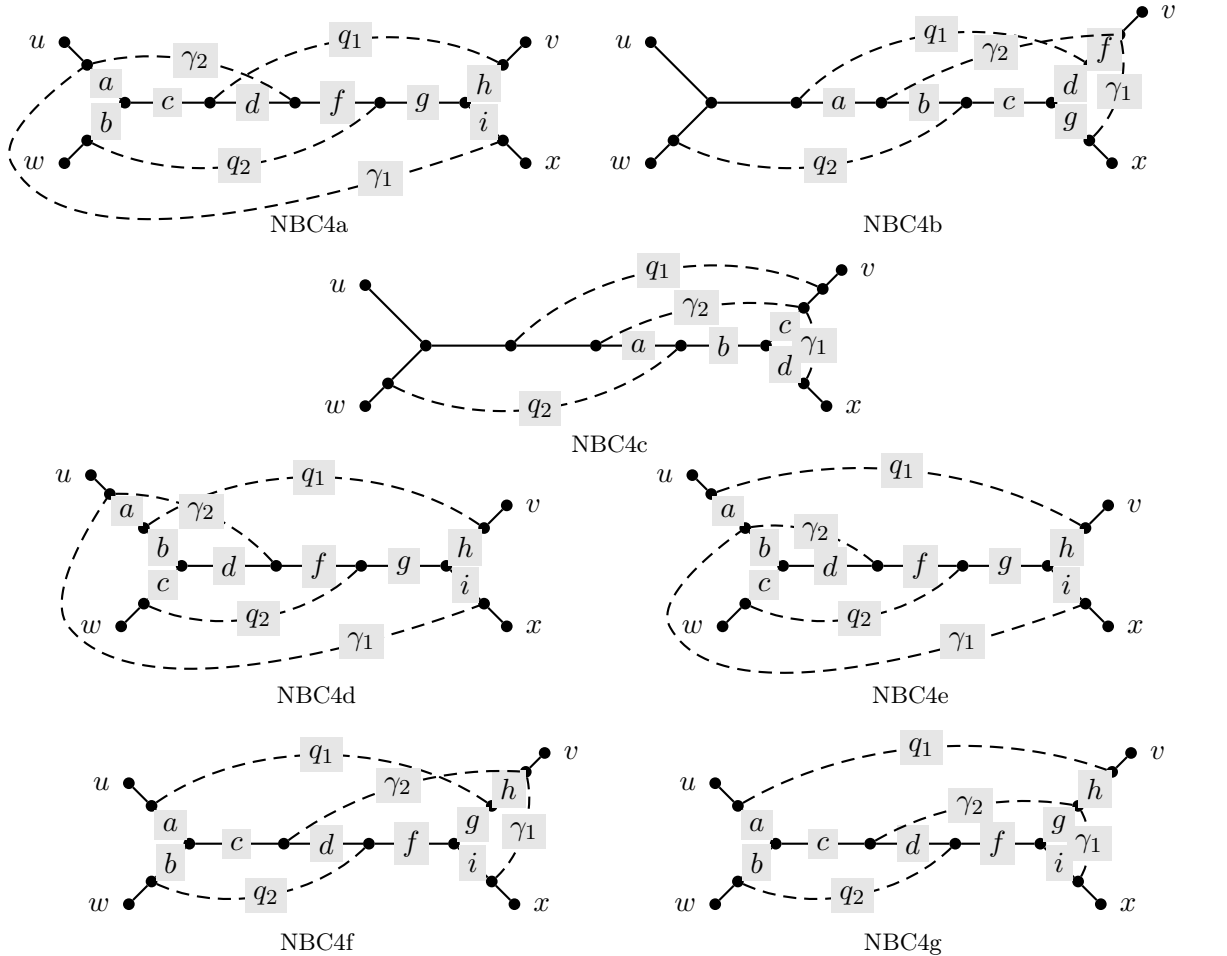 u γ₂ q₁ v
a c d f g h
b i
w q₂ γ₁ x
NBC4a
u q₁ γ₂ f v
a b c d γ₁
g
w q₂ x
NBC4b
u q₁ v
γ₂ c
a b d γ₁
w q₂ x
NBC4c
u a γ₂ q₁ v
b d f g h
c i
w q₂ γ₁ x
NBC4d
u a γ₂ q₁ v
b d f g h
c i
w q₂ γ₁ x
NBC4e
u q₁ γ₂ h v
a c d f g γ₁
b i
w q₂ x
NBC4f
u q₁ h v
a c γ₂ d f g γ₁
b i
w q₂ x
NBC4g